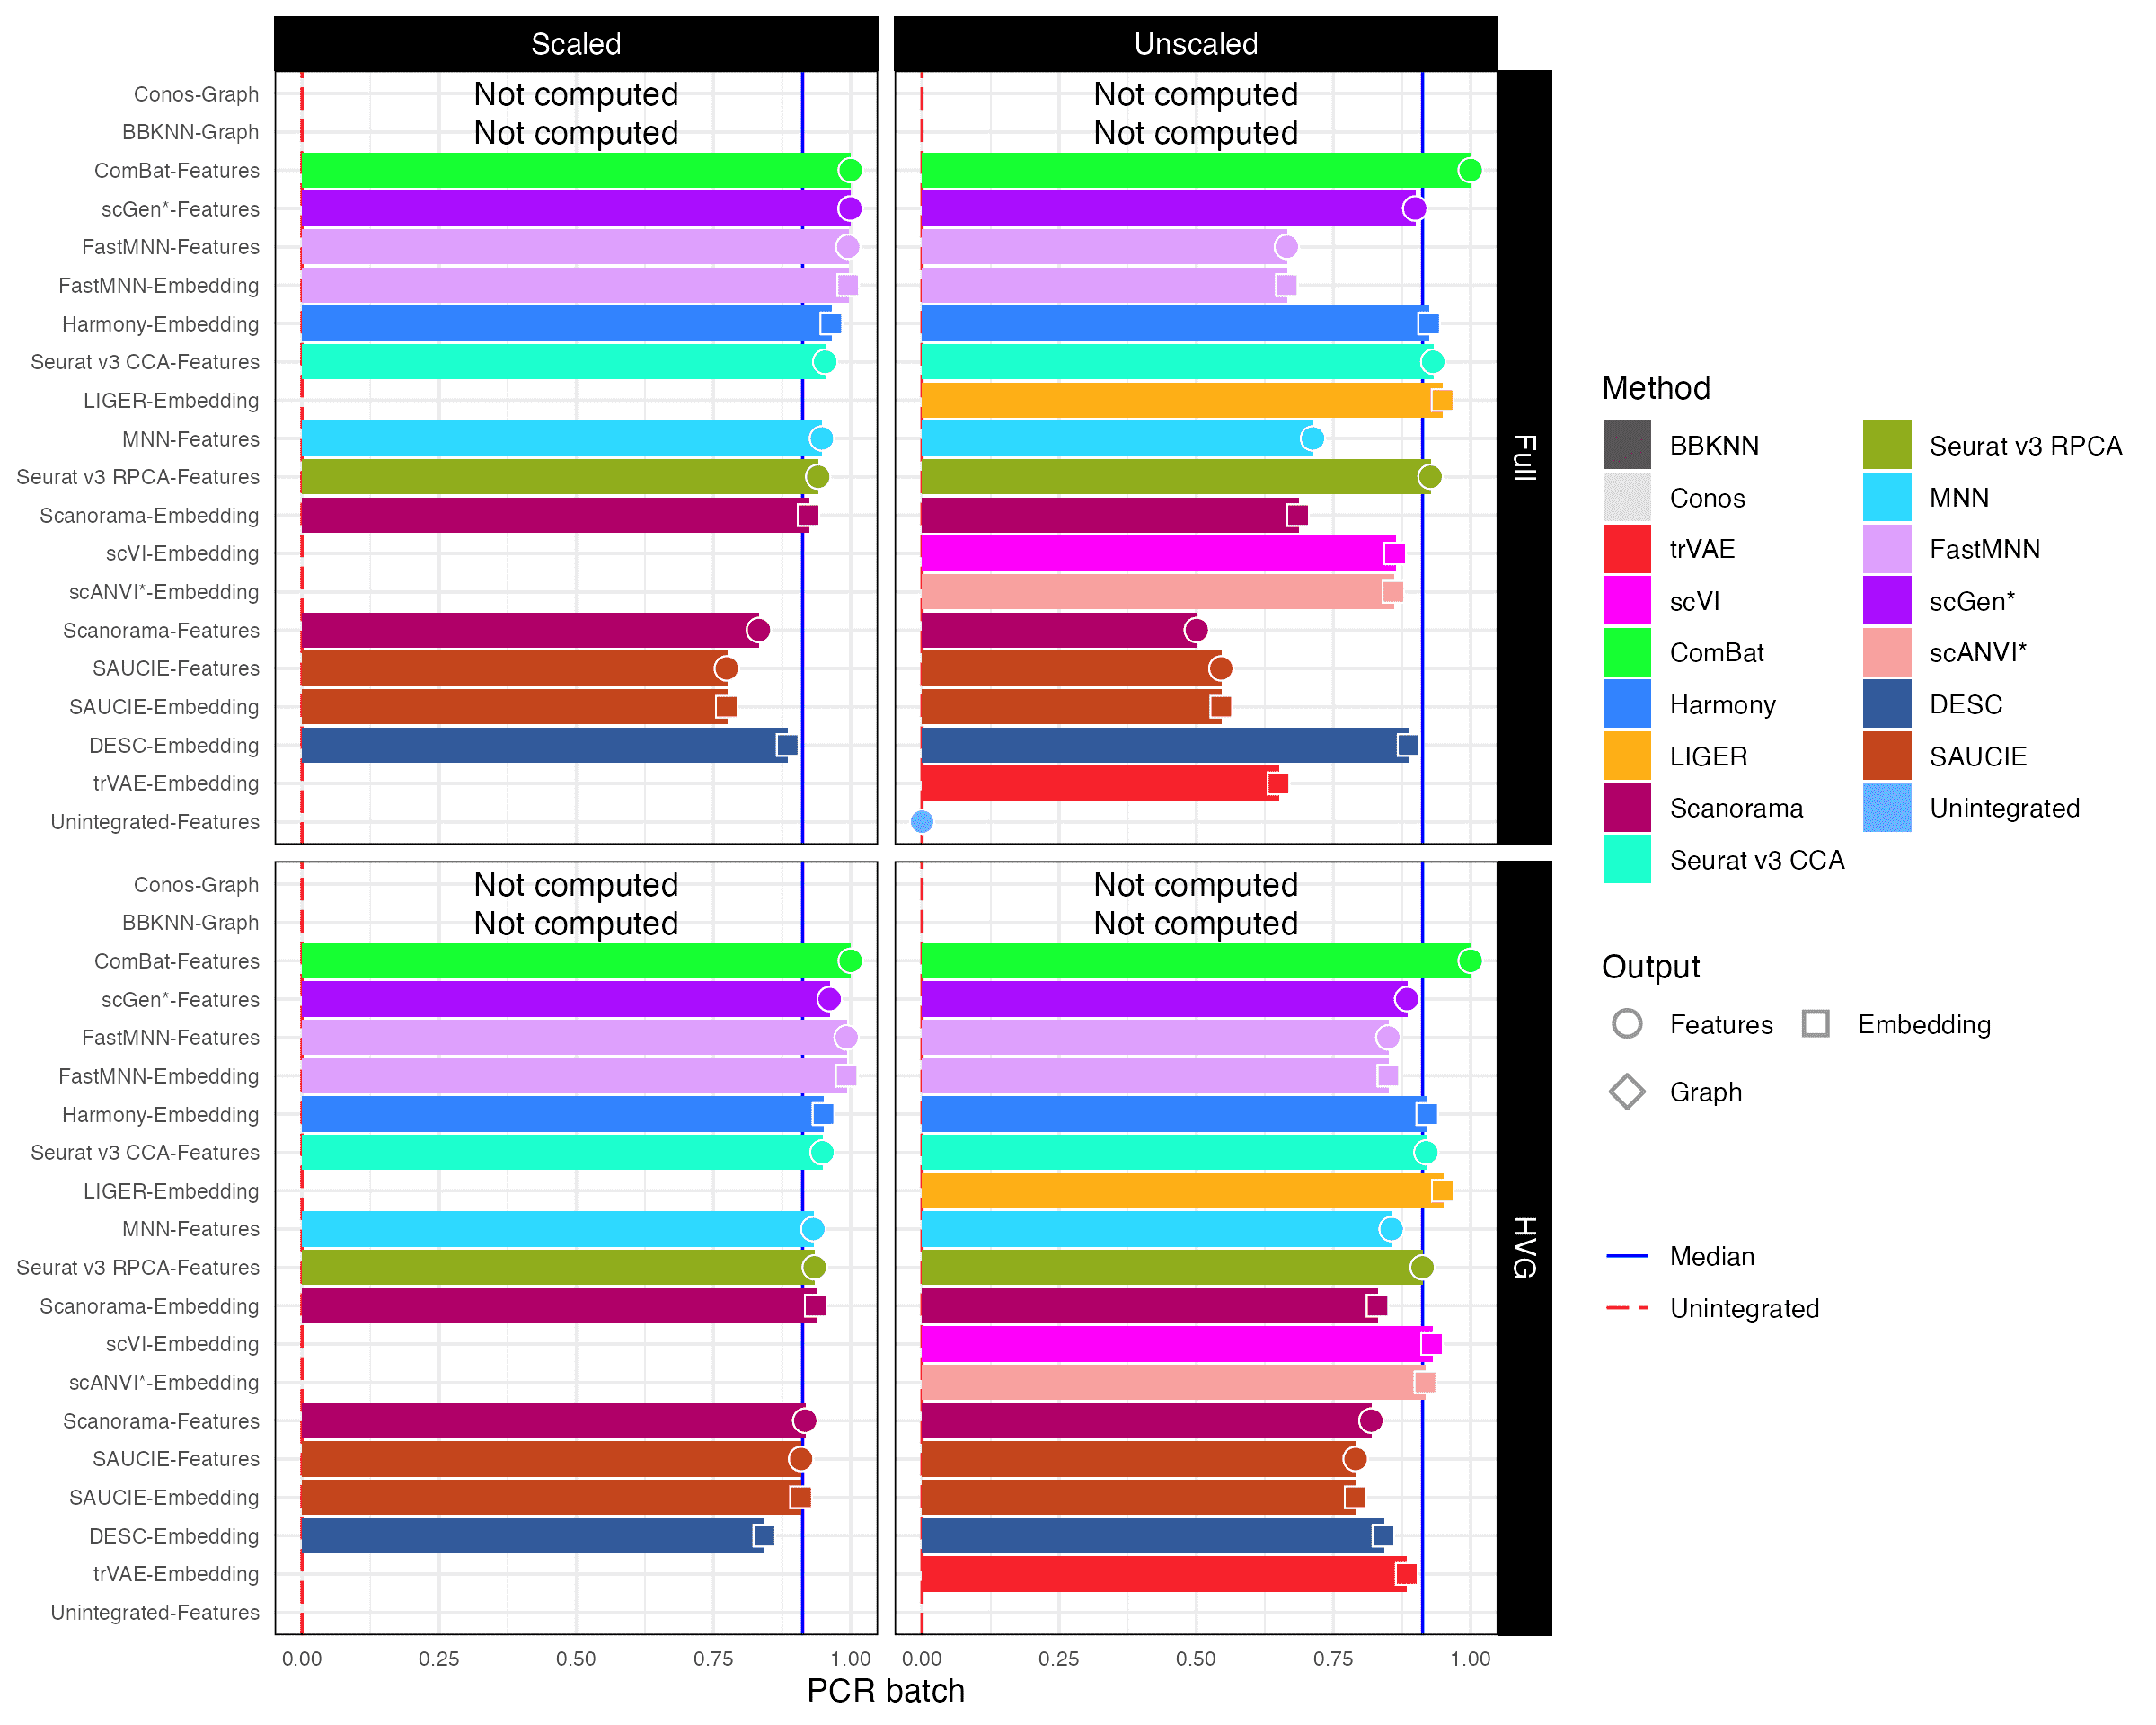 Scaled
Unscaled
Conos-Graph
Not computed
Not computed
BBKNN-Graph
Not computed
Not computed
ComBat-Features
scGen*-Features
FastMNN-Features
FastMNN-Embedding
Harmony-Embedding
Seurat v3 CCA-Features
LIGER-Embedding
MNN-Features
Seurat v3 RPCA-Features
Scanorama-Embedding
scVI-Embedding
scANVI*-Embedding
Scanorama-Features
SAUCIE-Features
SAUCIE-Embedding
DESC-Embedding
trVAE-Embedding
Unintegrated-Features
Full
Conos-Graph
Not computed
Not computed
BBKNN-Graph
Not computed
Not computed
ComBat-Features
scGen*-Features
FastMNN-Features
FastMNN-Embedding
Harmony-Embedding
Seurat v3 CCA-Features
LIGER-Embedding
MNN-Features
Seurat v3 RPCA-Features
Scanorama-Embedding
scVI-Embedding
scANVI*-Embedding
Scanorama-Features
SAUCIE-Features
SAUCIE-Embedding
DESC-Embedding
trVAE-Embedding
Unintegrated-Features
HVG
0.00 0.25 0.50 0.75 1.00
0.00 0.25 0.50 0.75 1.00
PCR batch
Method
BBKNN
Conos
trVAE
scVI
ComBat
Harmony
LIGER
Scanorama
Seurat v3 CCA
Seurat v3 RPCA
MNN
FastMNN
scGen*
scANVI*
DESC
SAUCIE
Unintegrated
Output
Features
Embedding
Graph
Median
Unintegrated